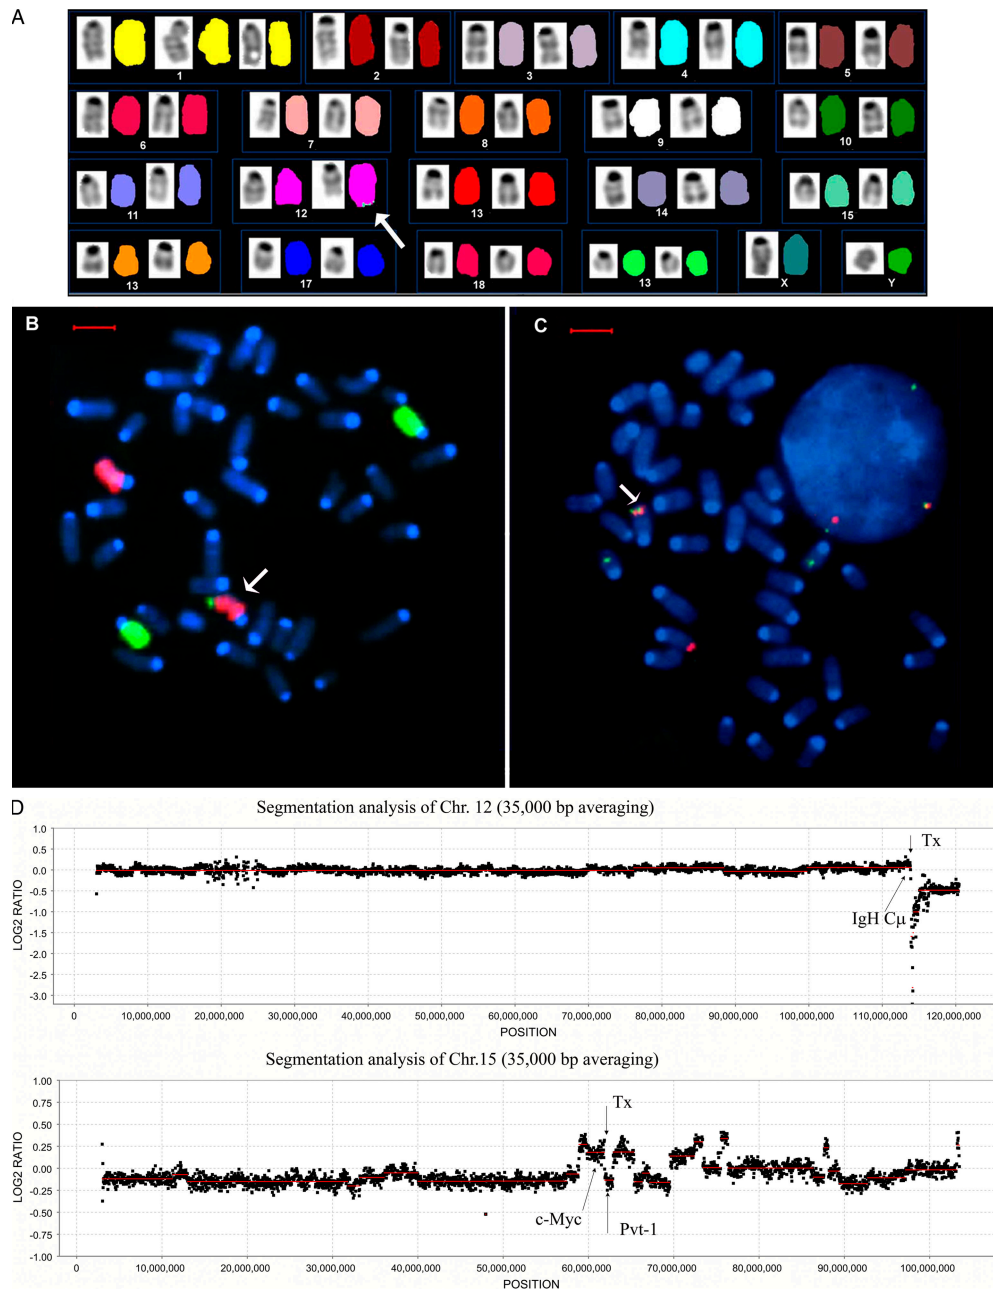 A
1 2 3 4 5
6 7 8 9 10
11 12 13 14 15
13 17 18 13 X Y
B
C
D
Segmentation analysis of Chr. 12 (35,000 bp averaging)
LOG2 RATIO
1.0
0.5
0.0
-0.5
-1.0
-1.5
-2.0
-2.5
-3.0
Tx
IgH Cµ
0 10,000,000 20,000,000 30,000,000 40,000,000 50,000,000 60,000,000 70,000,000 80,000,000 90,000,000 100,000,000 110,000,000 120,000,000
POSITION
Segmentation analysis of Chr.15 (35,000 bp averaging)
LOG2 RATIO
1.00
0.75
0.50
0.25
0.00
-0.25
-0.50
-0.75
-1.00
Tx
c-Myc
Pvt-1
0 10,000,000 20,000,000 30,000,000 40,000,000 50,000,000 60,000,000 70,000,000 80,000,000 90,000,000 100,000,000
POSITION